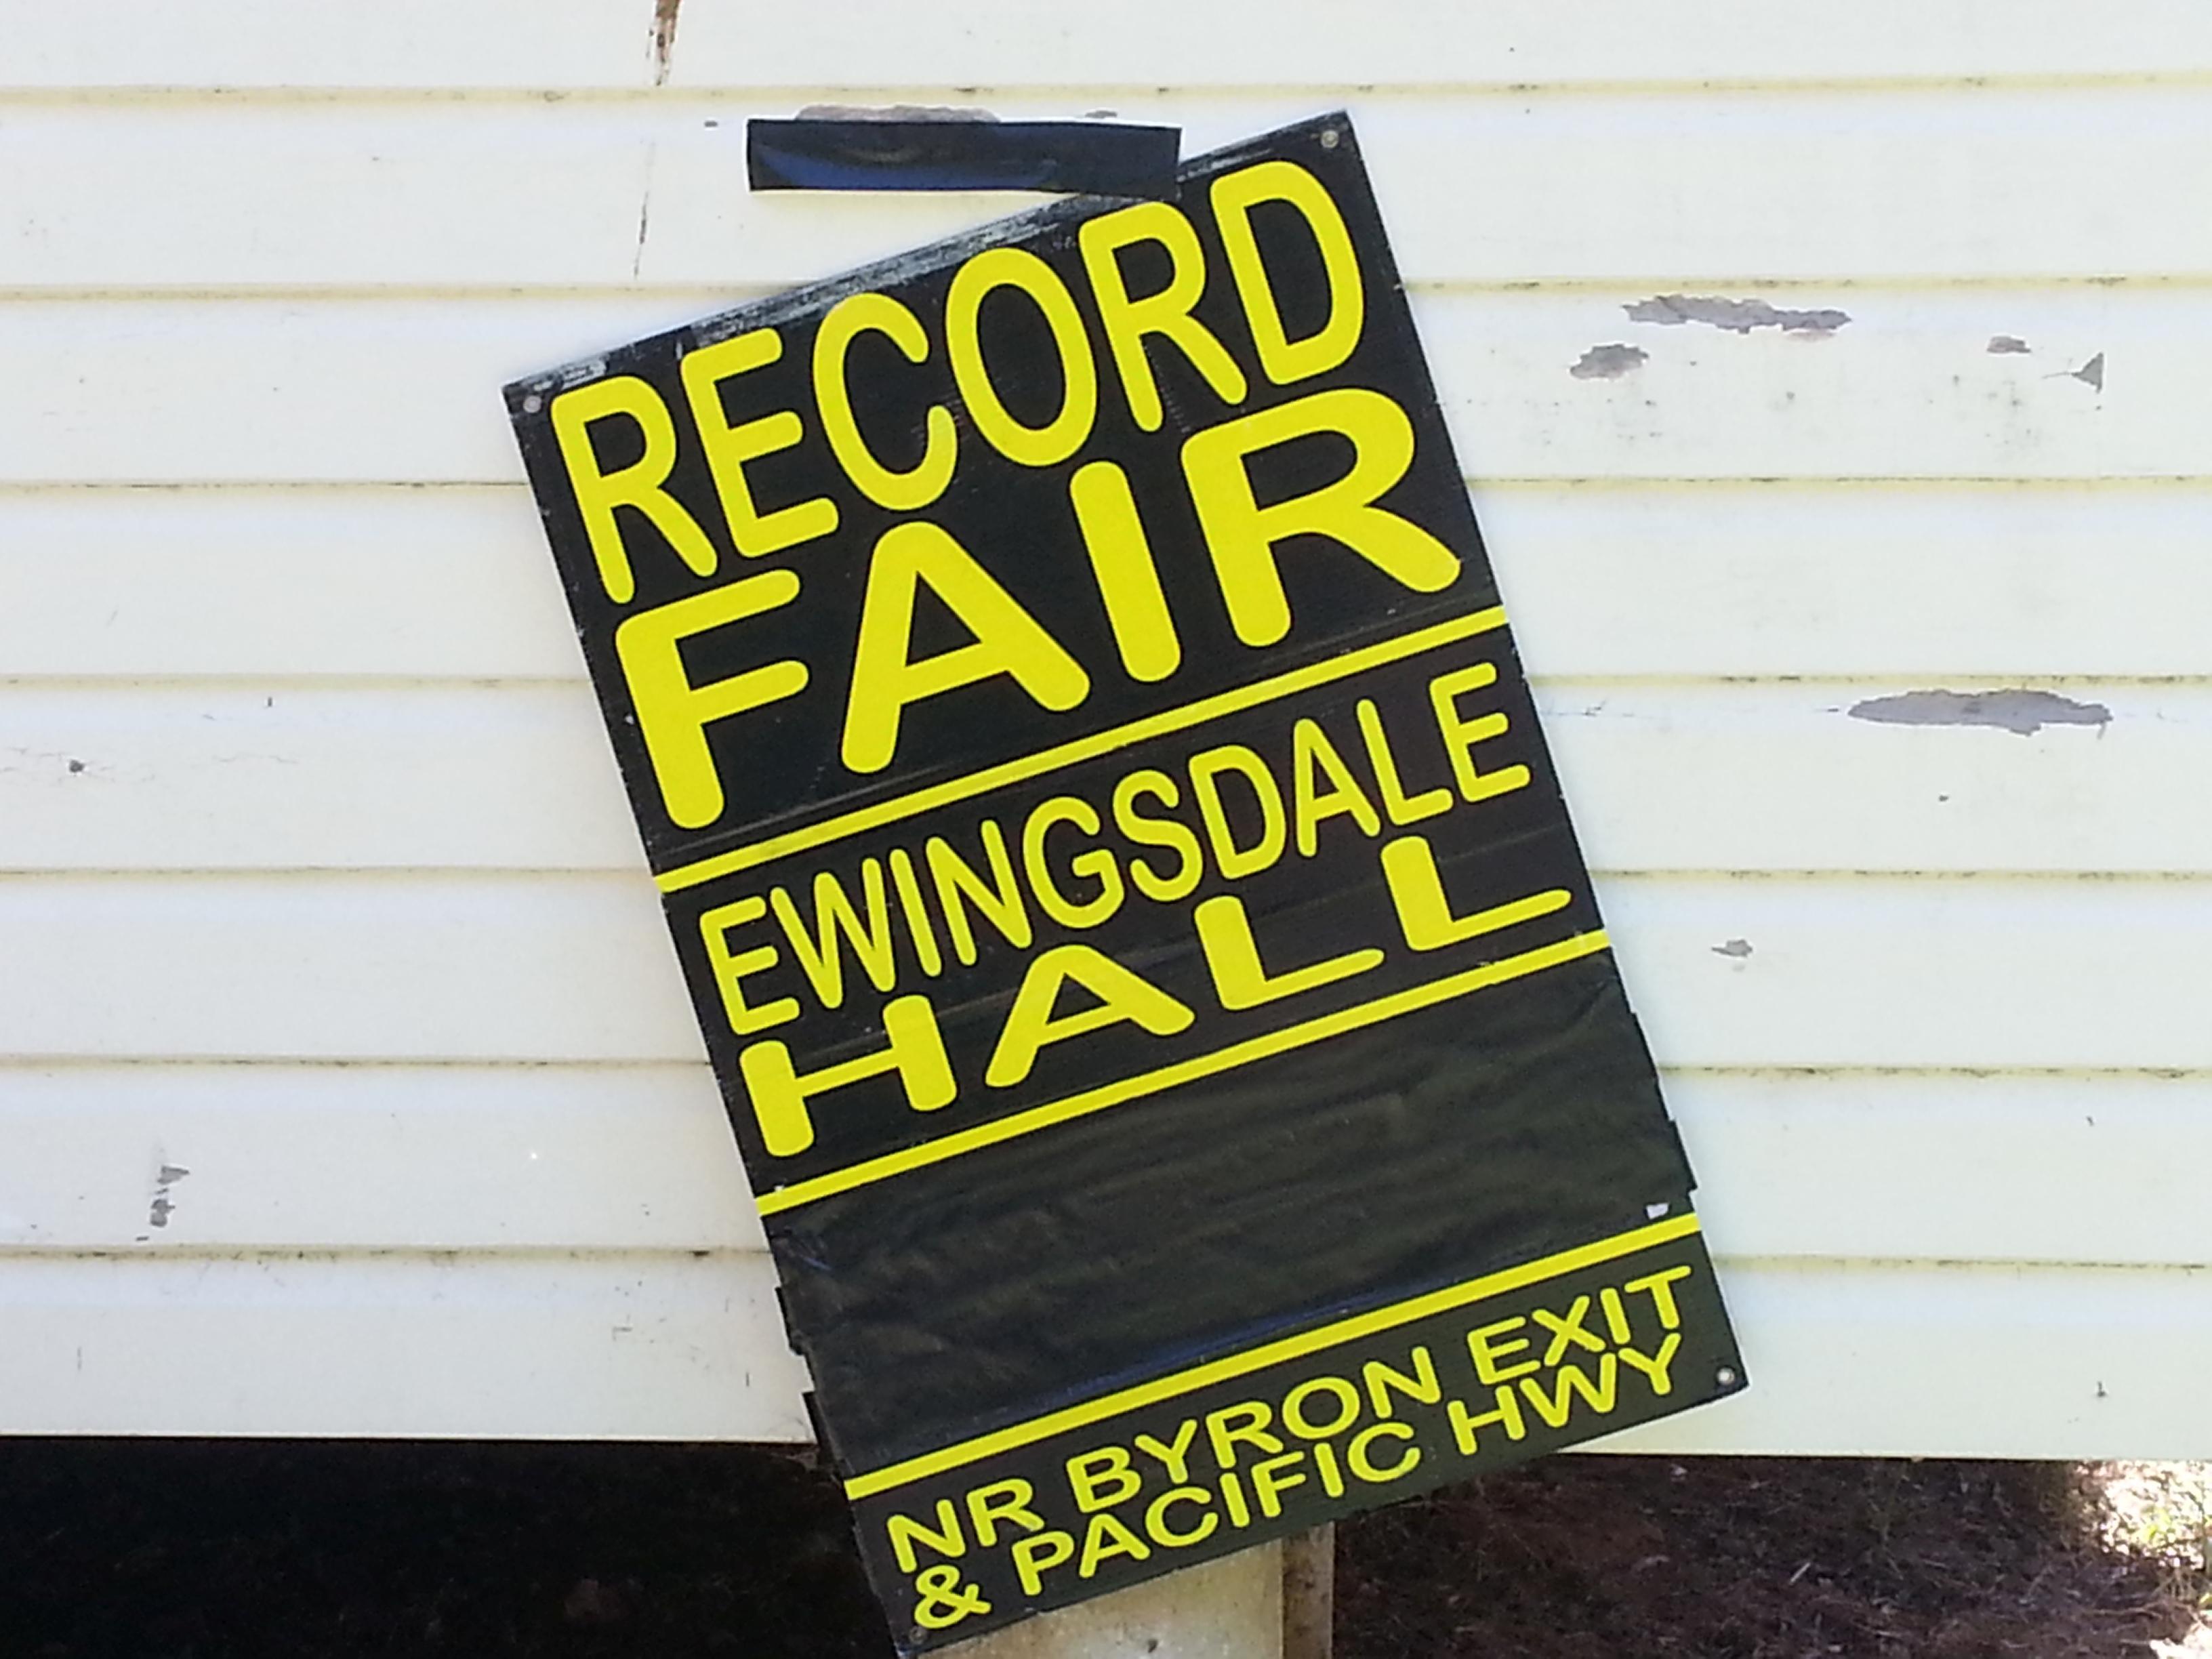 RECORD
FAIR
EWINGSDALE
HALL
NR BYRON EXIT
& PACIFIC HWY